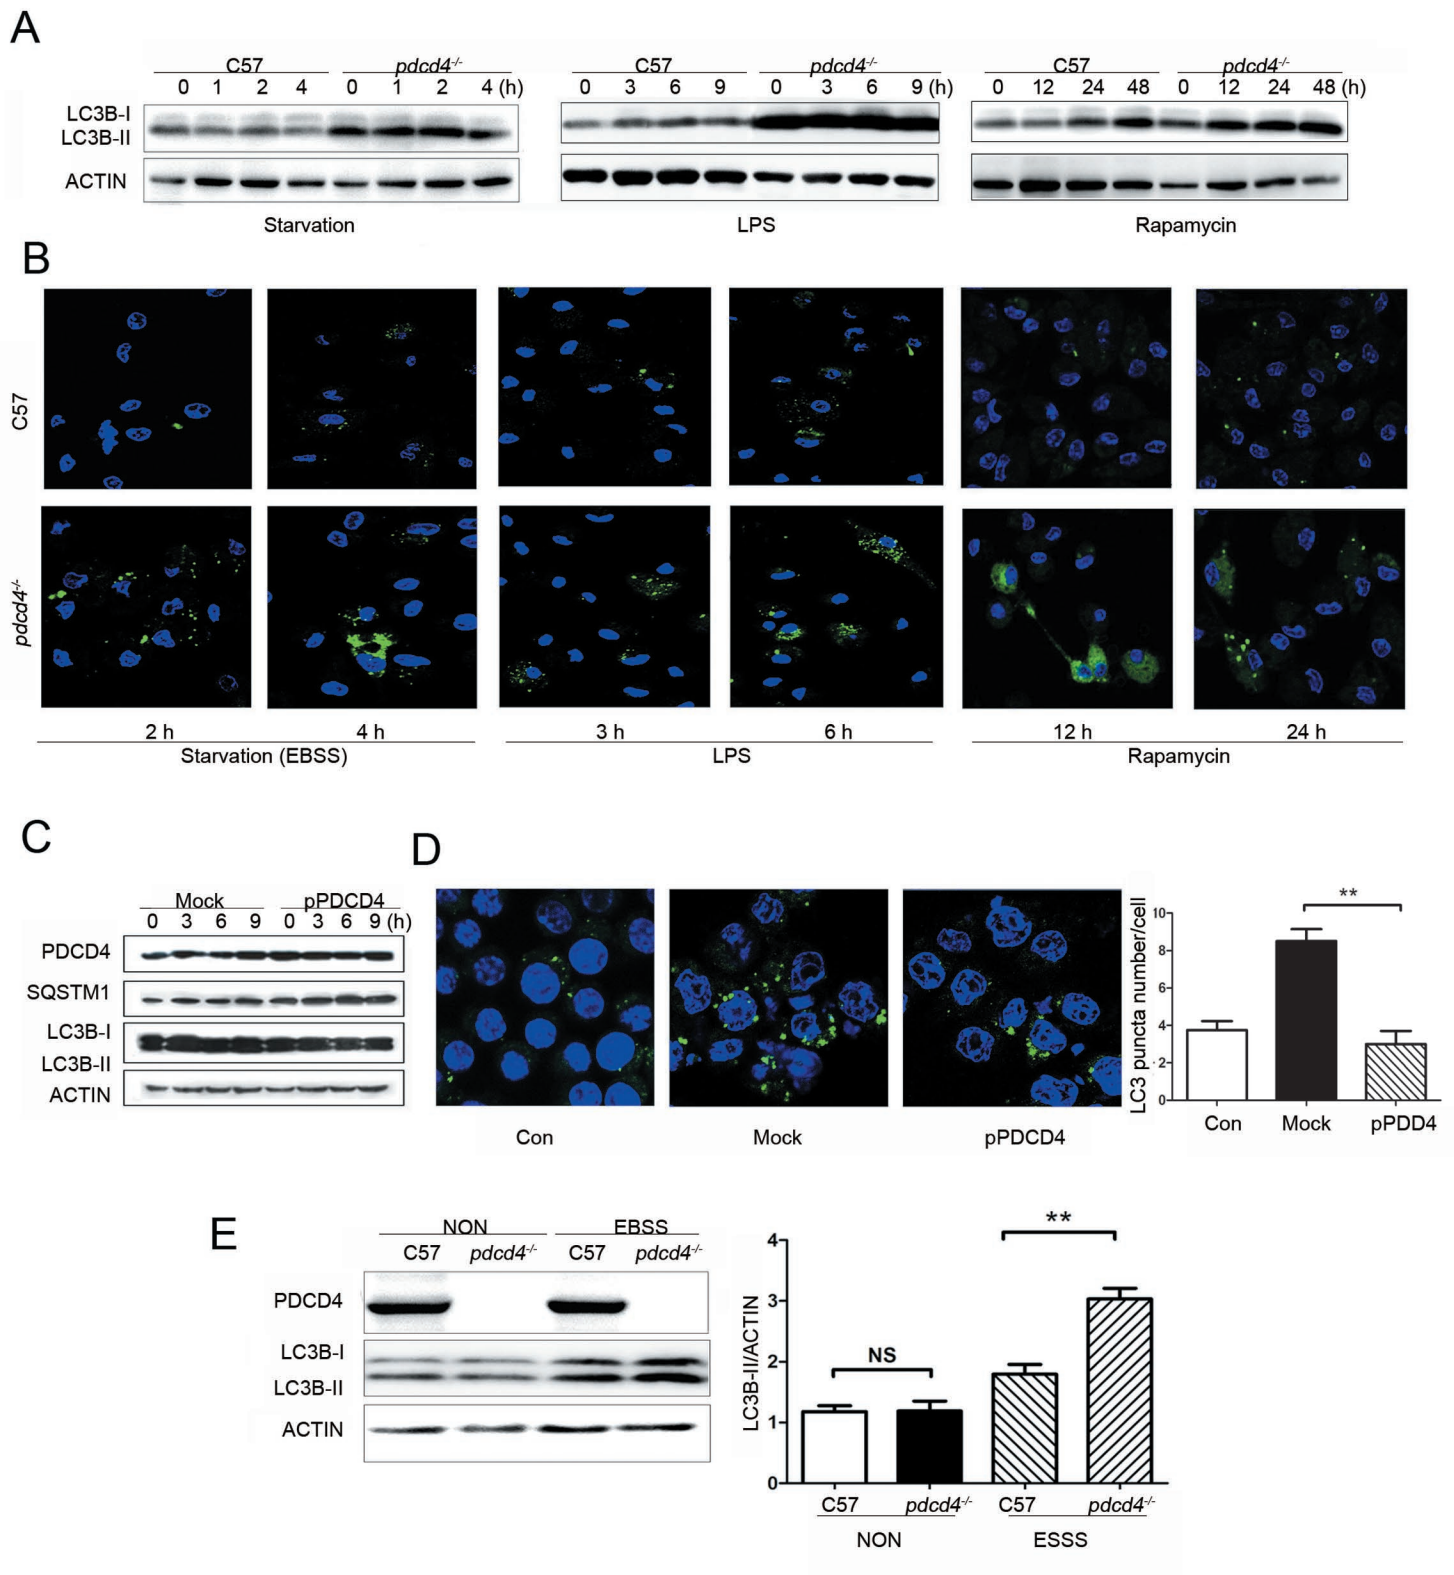 A
C57 pdcd4-/- C57 pdcd4-/- C57 pdcd4-/-
0 1 2 4 0 1 2 4 (h) 0 3 6 9 0 3 6 9 (h) 0 12 24 48 0 12 24 48 (h)
LC3B-I
LC3B-II
ACTIN
Starvation LPS Rapamycin
B
C57
pdcd4-/-
2 h 4 h 3 h 6 h 12 h 24 h
Starvation (EBSS) LPS Rapamycin
C
Mock pPDCD4
0 3 6 9 0 3 6 9 (h)
PDCD4
SQSTM1
LC3B-I
LC3B-II
ACTIN
D
Con Mock pPDCD4
LC3 puncta number/cell
**
10
8
6
4
2
0
Con Mock pPDD4
E
NON EBSS
C57 pdcd4-/- C57 pdcd4-/-
PDCD4
LC3B-I
LC3B-II
ACTIN
LC3B-II/ACTIN
**
NS
4
3
2
1
0
C57 pdcd4-/- C57 pdcd4-/-
NON ESSS